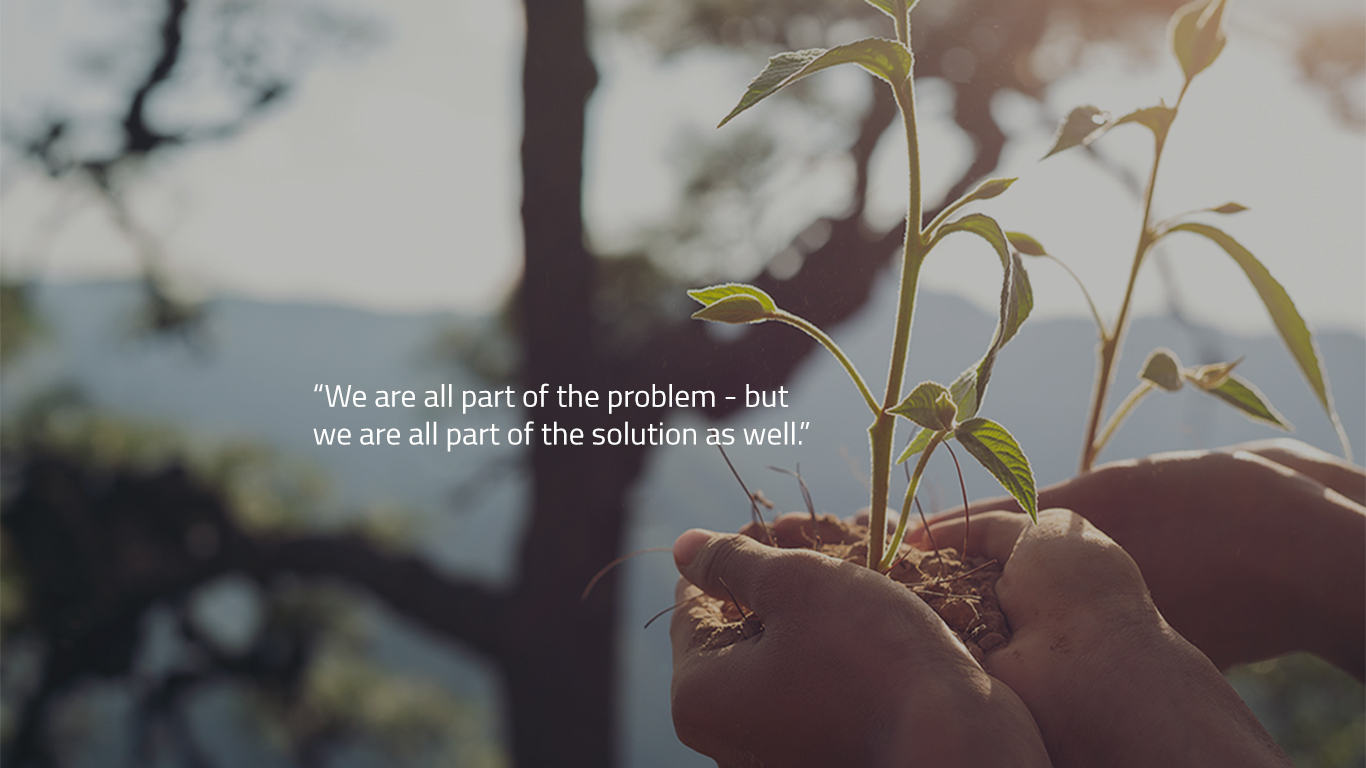 “We are all part of the problem - but
we are all part of the solution as well.”